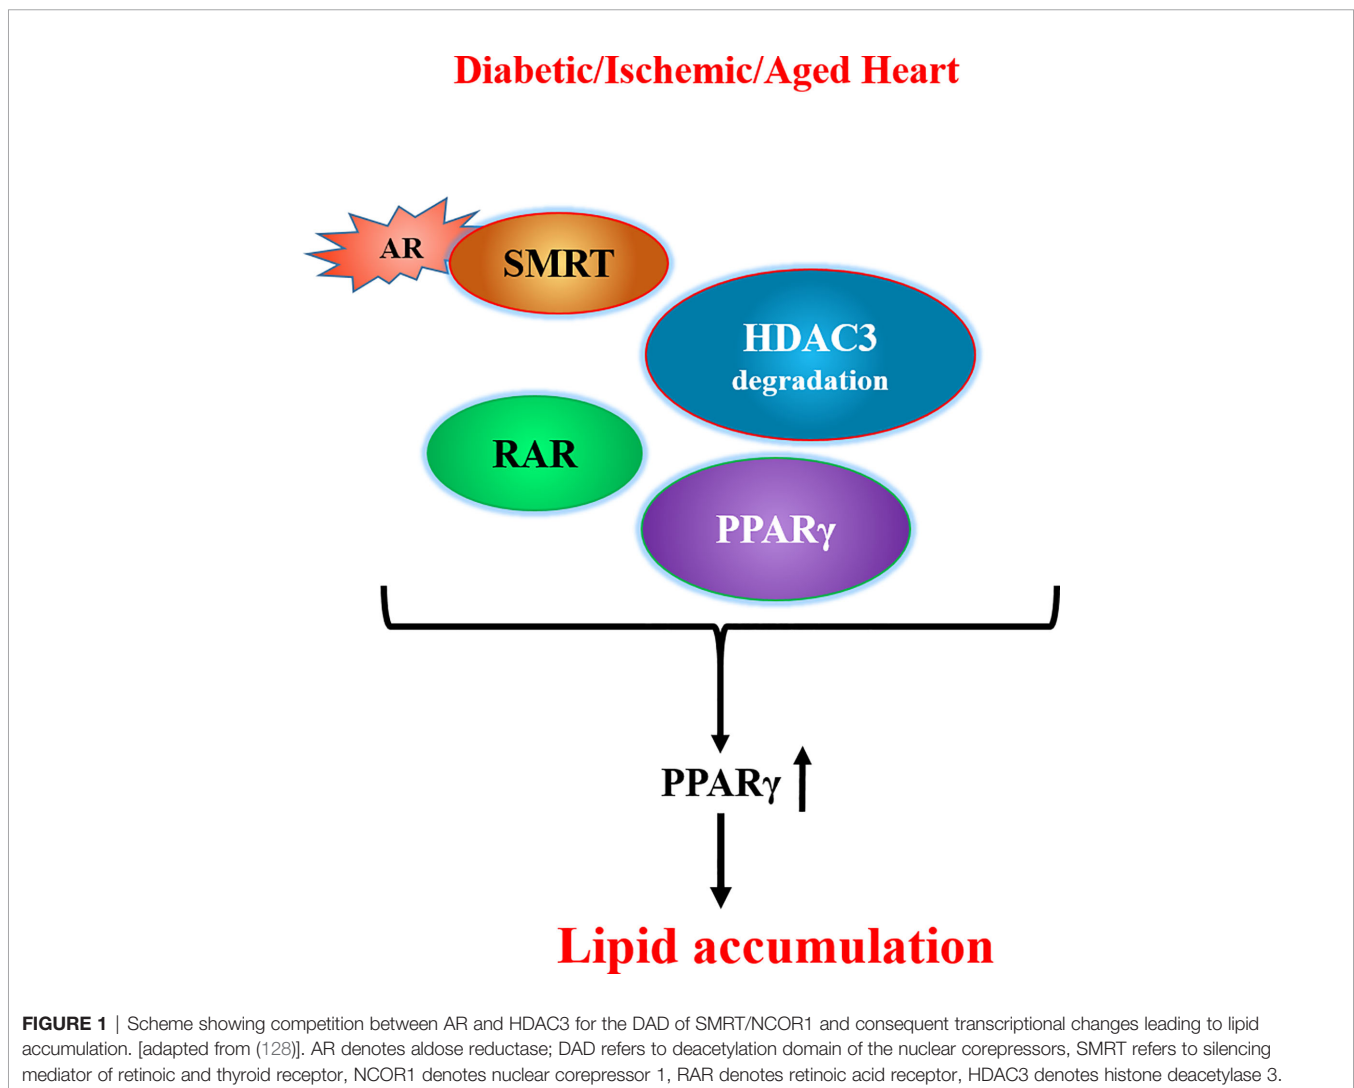 Diabetic/Ischemic/Aged Heart
AR
SMRT
HDAC3
degradation
RAR
PPARγ
PPARγ
Lipid accumulation
FIGURE 1 | Scheme showing competition between AR and HDAC3 for the DAD of SMRT/NCOR1 and consequent transcriptional changes leading to lipid
accumulation. [adapted from (128)]. AR denotes aldose reductase; DAD refers to deacetylation domain of the nuclear corepressors, SMRT refers to silencing
mediator of retinoic and thyroid receptor, NCOR1 denotes nuclear corepressor 1, RAR denotes retinoic acid receptor, HDAC3 denotes histone deacetylase 3.